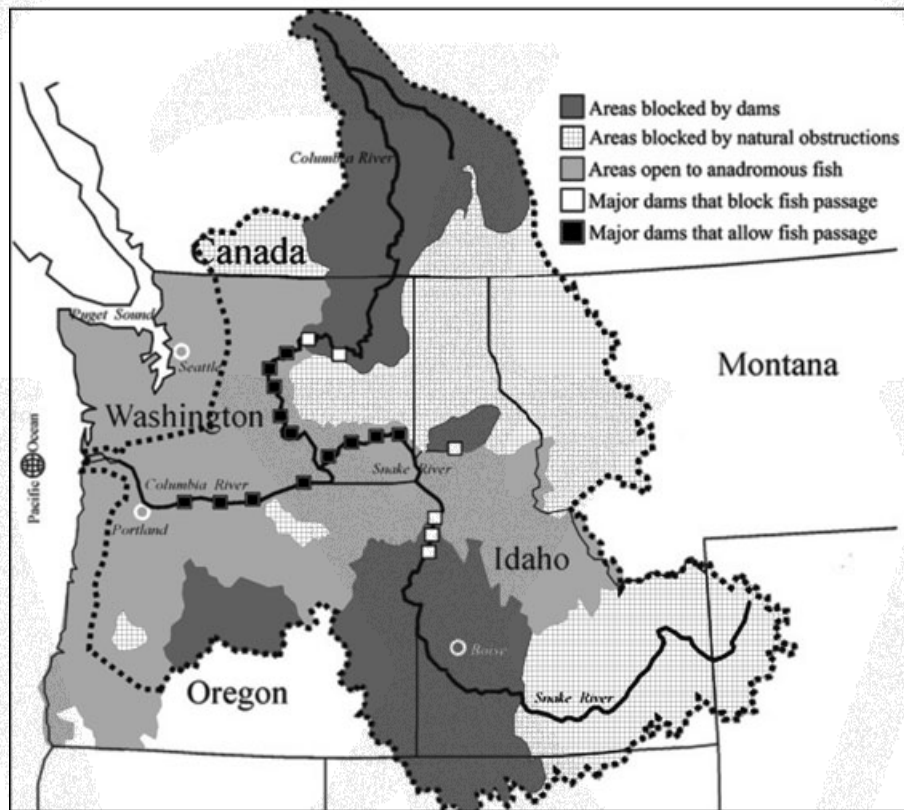 Areas blocked by dams
Areas blocked by natural obstructions
Areas open to anadromous fish
Major dams that block fish passage
Major dams that allow fish passage
Columbia River
Canada
Puget Sound
Seattle
Montana
Washington
Pacific Ocean
Columbia River
Snake River
Portland
Idaho
Boise
Oregon
Snake River